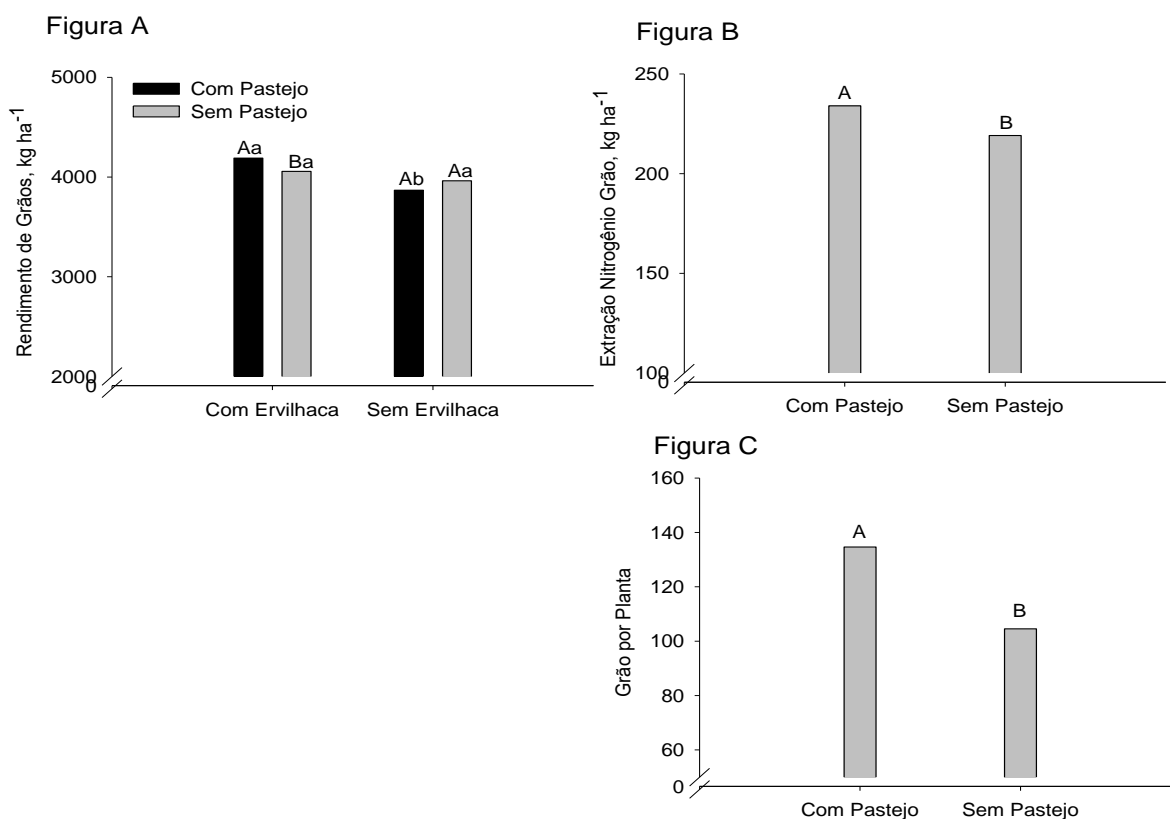 Figura A
5000
4000
3000
2000
0
Rendimento de Grãos, kg ha⁻¹
Com Pastejo
Sem Pastejo
Aa
Ba
Ab
Aa
Com Ervilhaca
Sem Ervilhaca
Figura B
250
200
150
100
0
Extração Nitrogênio Grão, kg ha⁻¹
A
B
Com Pastejo
Sem Pastejo
Figura C
160
140
120
100
80
60
0
Grão por Planta
A
B
Com Pastejo
Sem Pastejo